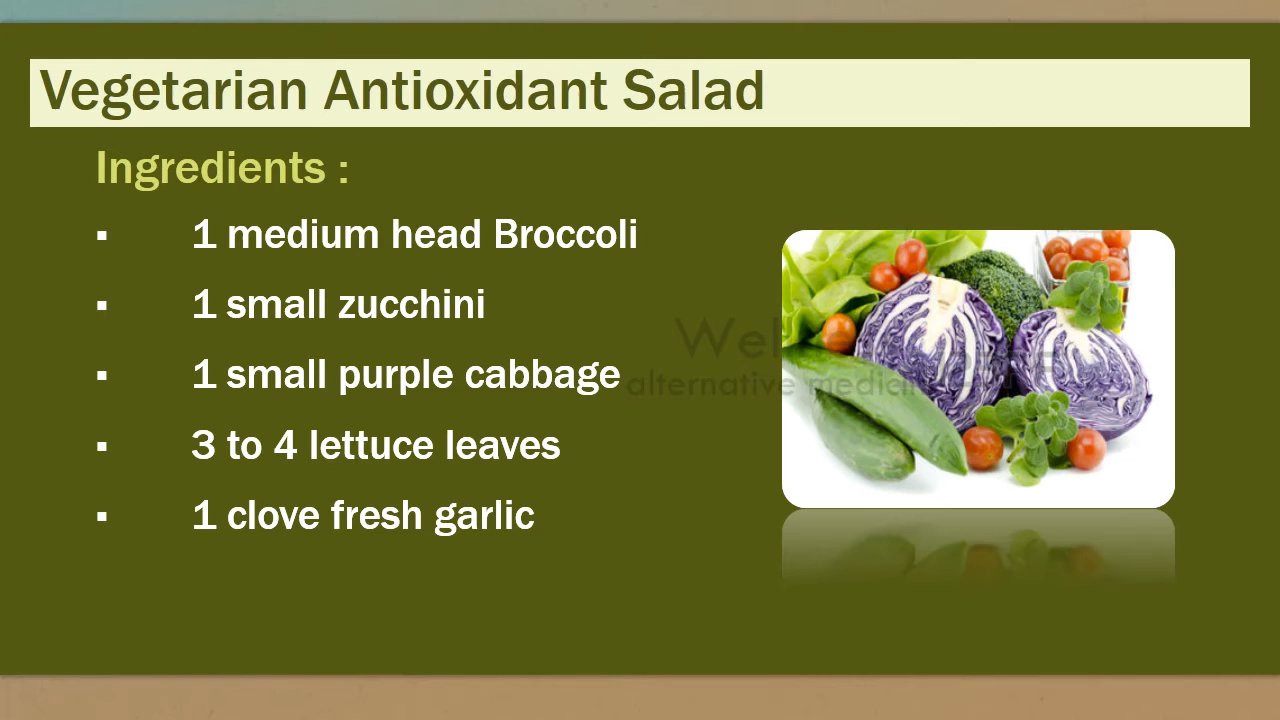 Vegetarian Antioxidant Salad
Ingredients :
▪ 1 medium head Broccoli
▪ 1 small zucchini
▪ 1 small purple cabbage
▪ 3 to 4 lettuce leaves
▪ 1 clove fresh garlic
alternative